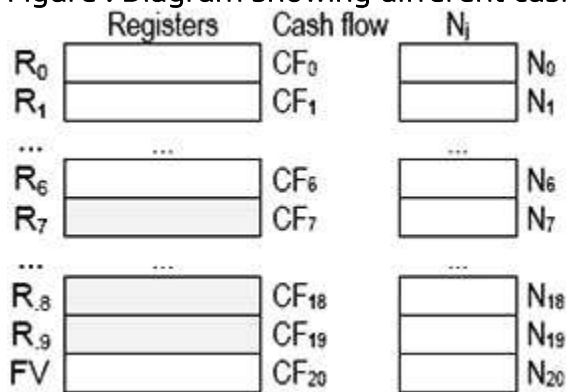 Figure : Diagram showing different cas
Registers Cash flow Nj
R0 CF0 N0
R1 CF1 N1
... ... ...
R6 CF6 N6
R7 CF7 N7
... ... ...
R.8 CF18 N18
R.9 CF19 N19
FV CF20 N20